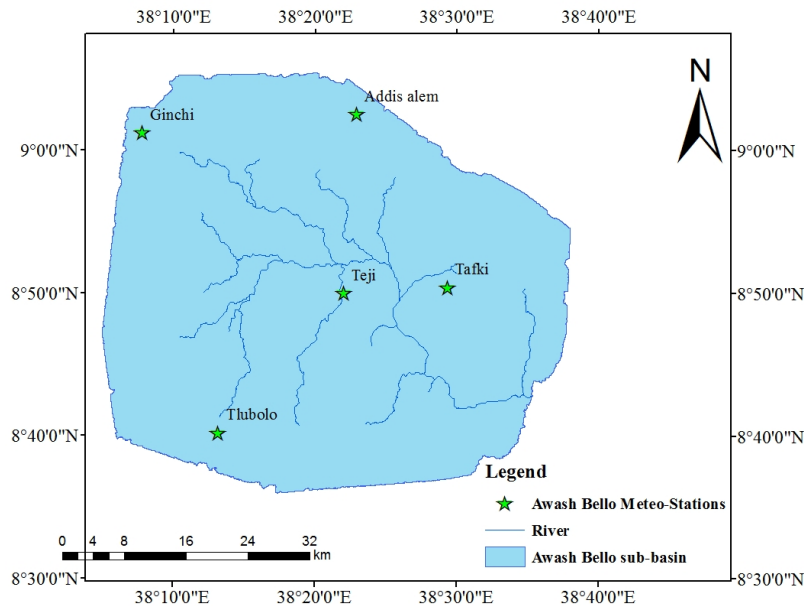 38°10'0"E 38°20'0"E 38°30'0"E 38°40'0"E
N
Addis alem
Ginchi
9°0'0"N 9°0'0"N
Teji
Tafki
8°50'0"N 8°50'0"N
Tlubolo
8°40'0"N 8°40'0"N
Legend
Awash Bello Meteo-Stations
River
Awash Bello sub-basin
0 4 8 16 24 32
km
8°30'0"N 8°30'0"N
38°10'0"E 38°20'0"E 38°30'0"E 38°40'0"E